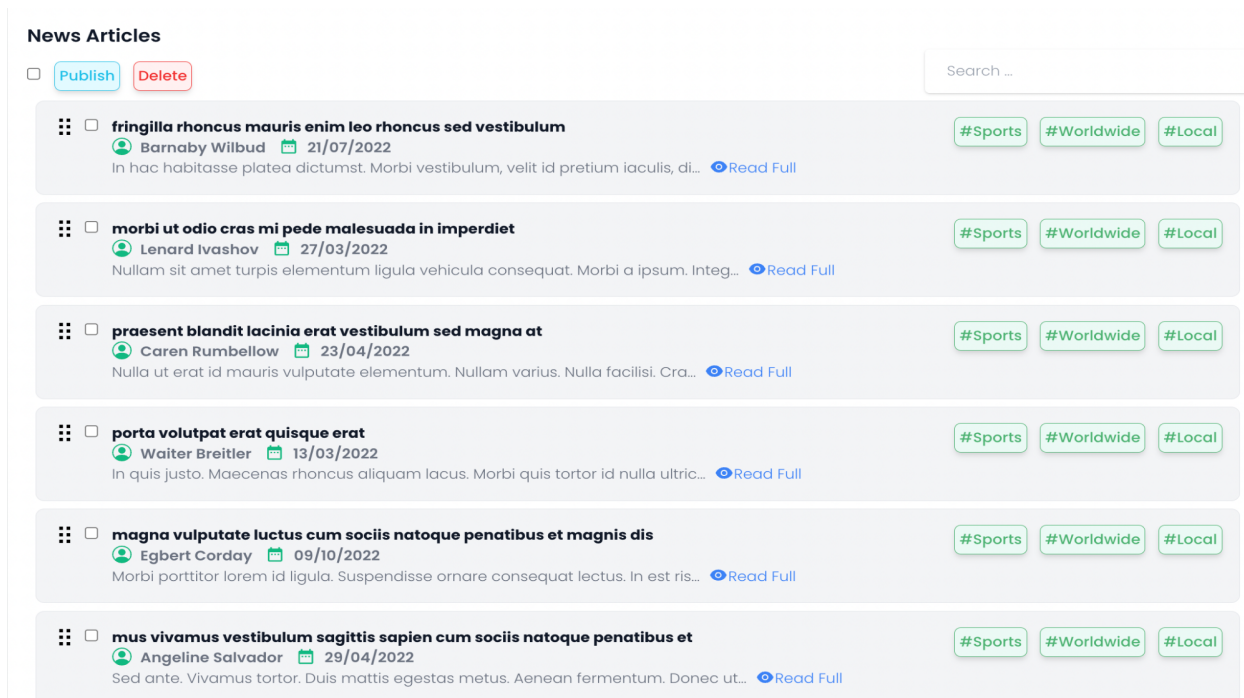 News Articles
Publish Delete Search ...
fringilla rhoncus mauris enim leo rhoncus sed vestibulum #Sports #Worldwide #Local
Barnaby Wilbud 21/07/2022
In hac habitasse platea dictumst. Morbi vestibulum, velit id pretium iaculis, di... Read Full
morbi ut odio cras mi pede malesuada in imperdiet #Sports #Worldwide #Local
Lenard Ivashov 27/03/2022
Nullam sit amet turpis elementum ligula vehicula consequat. Morbi a ipsum. Integ... Read Full
praesent blandit lacinia erat vestibulum sed magna at #Sports #Worldwide #Local
Caren Rumbellow 23/04/2022
Nulla ut erat id mauris vulputate elementum. Nullam varius. Nulla facilisi. Cra... Read Full
porta volutpat erat quisque erat #Sports #Worldwide #Local
Waiter Breitler 13/03/2022
In quis justo. Maecenas rhoncus aliquam lacus. Morbi quis tortor id nulla ultric... Read Full
magna vulputate luctus cum sociis natoque penatibus et magnis dis #Sports #Worldwide #Local
Egbert Corday 09/10/2022
Morbi porttitor lorem id ligula. Suspendisse ornare consequat lectus. In est ris... Read Full
mus vivamus vestibulum sagittis sapien cum sociis natoque penatibus et #Sports #Worldwide #Local
Angeline Salvador 29/04/2022
Sed ante. Vivamus tortor. Duis mattis egestas metus. Aenean fermentum. Donec ut... Read Full